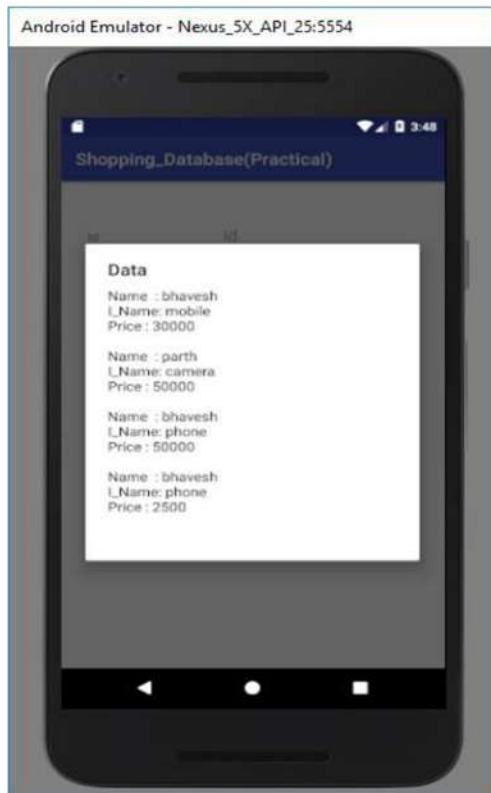 Android Emulator - Nexus_5X_API_25:5554
3:48
Shopping_Database(Practical)
id
Data
Name : bhavesh
I_Name: mobile
Price : 30000
Name : parth
I_Name: camera
Price : 50000
Name : bhavesh
I_Name: phone
Price : 50000
Name : bhavesh
I_Name: phone
Price : 2500